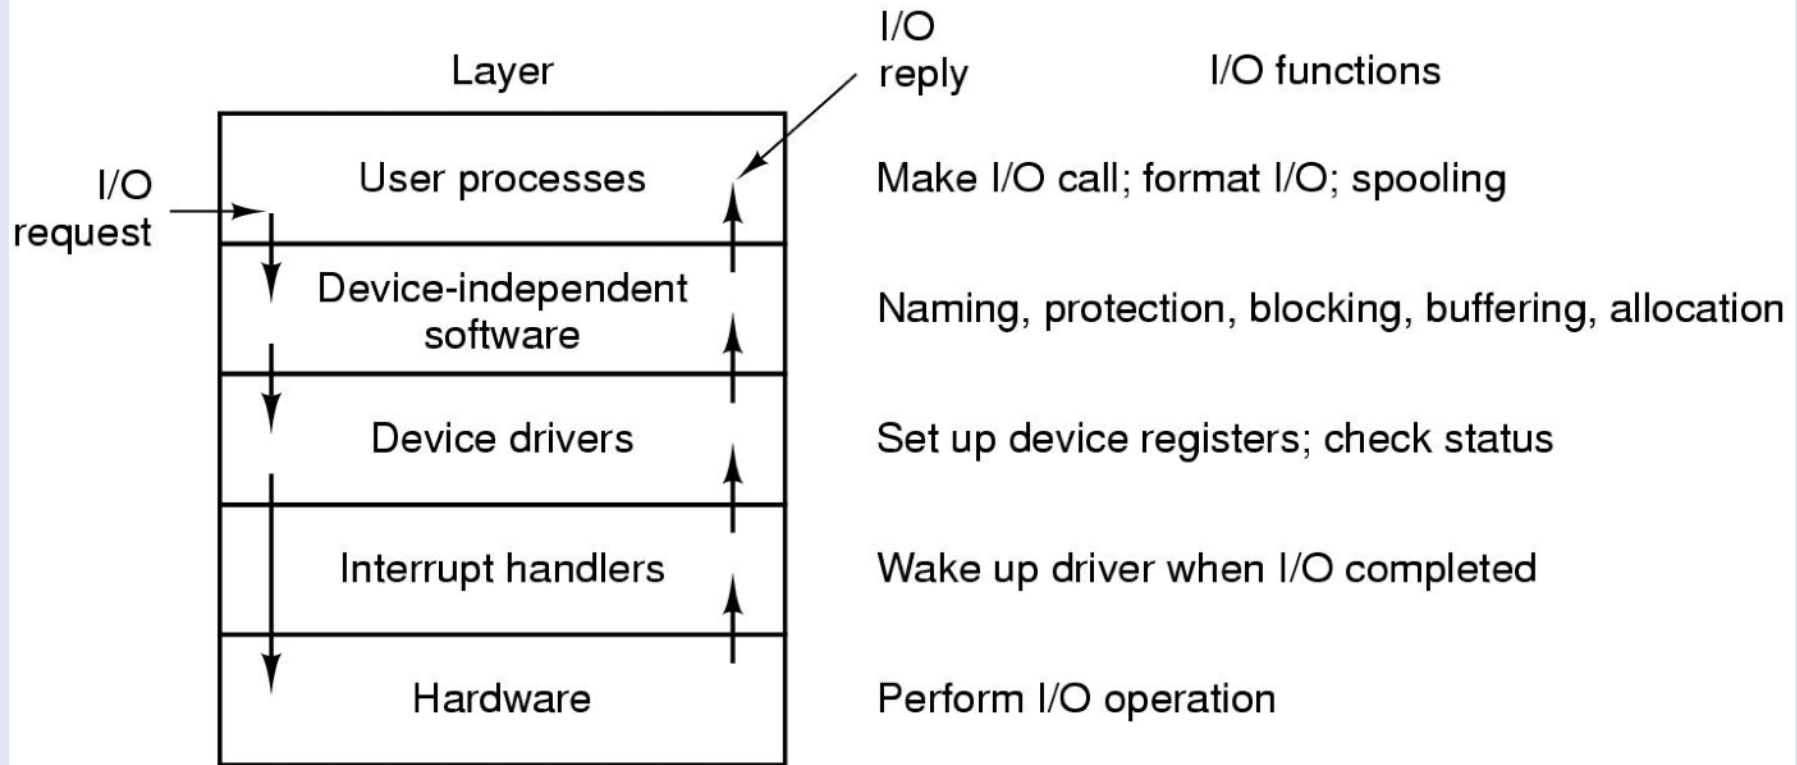 I/O
reply
Layer
I/O functions
I/O
request
User processes
Make I/O call; format I/O; spooling
Device-independent
software
Naming, protection, blocking, buffering, allocation
Device drivers
Set up device registers; check status
Interrupt handlers
Wake up driver when I/O completed
Hardware
Perform I/O operation